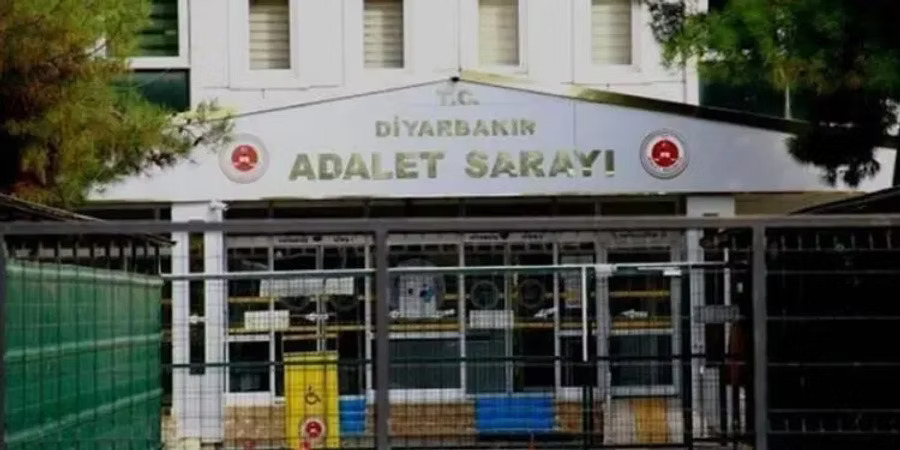 T.C.
DİYARBAKIR
ADALET SARAYI